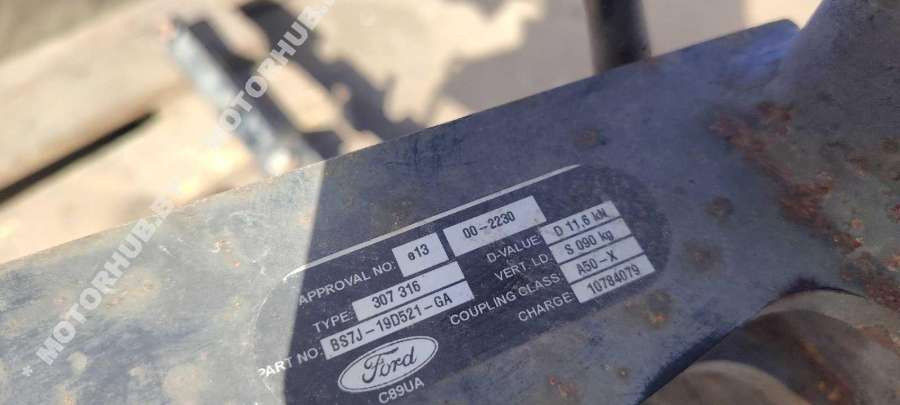 APPROVAL NO: e13 00-2230
TYPE: 307 316
PART NO: BS7J-19D521-GA
D-VALUE: D 11,6 kN
VERT. LD. S 090 kg
COUPLING CLASS: A50-X
CHARGE: 10784079
Ford
C89UA
* MOTORHUB.
* MOTORHUB.